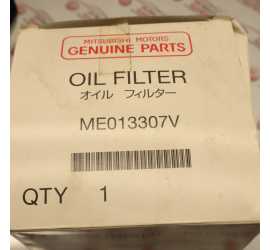 MITSUBISHI MOTORS
GENUINE PARTS
OIL FILTER
オイル フィルター
ME013307V
QTY 1